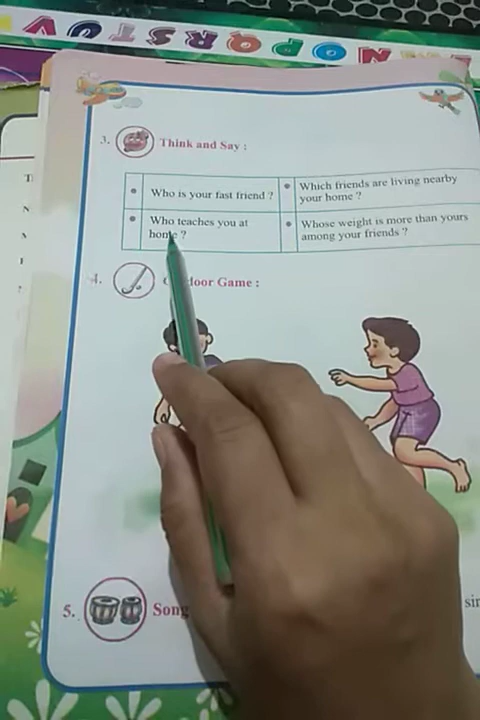 V U T S R Q P O N
3. Think and Say :
Who is your fast friend ?
Which friends are living nearby
your home ?
Who teaches you at
home ?
Whose weight is more than yours
among your friends ?
4. door Game :
5. Song